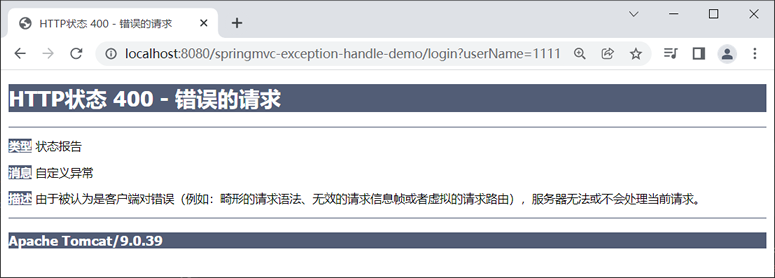 HTTP状态 400 - 错误的请求
localhost:8080/springmvc-exception-handle-demo/login?userName=1111
HTTP状态 400 - 错误的请求
类型 状态报告
消息 自定义异常
描述 由于被认为是客户端对错误（例如：畸形的请求语法、无效的请求信息帧或者虚拟的请求路由），服务器无法或不会处理当前请求。
Apache Tomcat/9.0.39